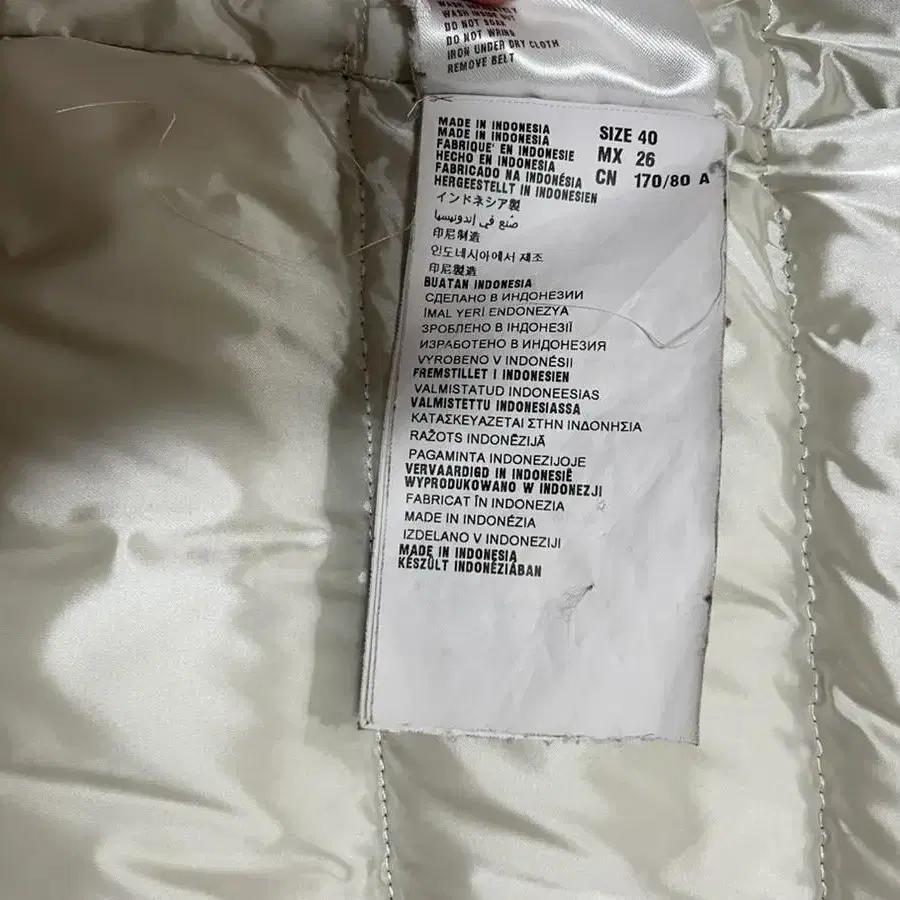 WASH INSIDE OUT
DO NOT SOAK
DO NOT WRING
IRON UNDER DRY CLOTH
REMOVE BELT
MADE IN INDONESIA
MADE IN INDONESIA
FABRIQUE' EN INDONESIE
HECHO EN INDONESIA
FABRICADO NA INDONÉSIA
HERGEESTELLT IN INDONESIEN
SIZE 40
MX 26
CN 170/80 A
インドネシア製
صُنع في إندونيسيا
印尼制造
인도네시아에서 제조
印尼製造
BUATAN INDONESIA
СДЕЛАНО В ИНДОНЕЗИИ
İMAL YERİ ENDONEZYA
ЗРОБЛЕНО В ІНДОНЕЗІЇ
ИЗРАБОТЕНО В ИНДОНЕЗИЯ
VYROBENO V INDONÉSII
FREMSTILLET I INDONESIEN
VALMISTATUD INDONEESIAS
VALMISTETTU INDONESIASSA
ΚΑΤΑΣΚΕΥΑΖΕΤΑΙ ΣΤΗΝ ΙΝΔΟΝΗΣΙΑ
RAŽOTS INDONĒZIJĀ
PAGAMINTA INDONEZIJOJE
VERVAARDIGD IN INDONESIË
WYPRODUKOWANO W INDONEZJI
FABRICAT ÎN INDONEZIA
MADE IN INDONÉZIA
IZDELANO V INDONEZIJI
MADE IN INDONESIA
KÉSZÜLT INDONÉZIÁBAN